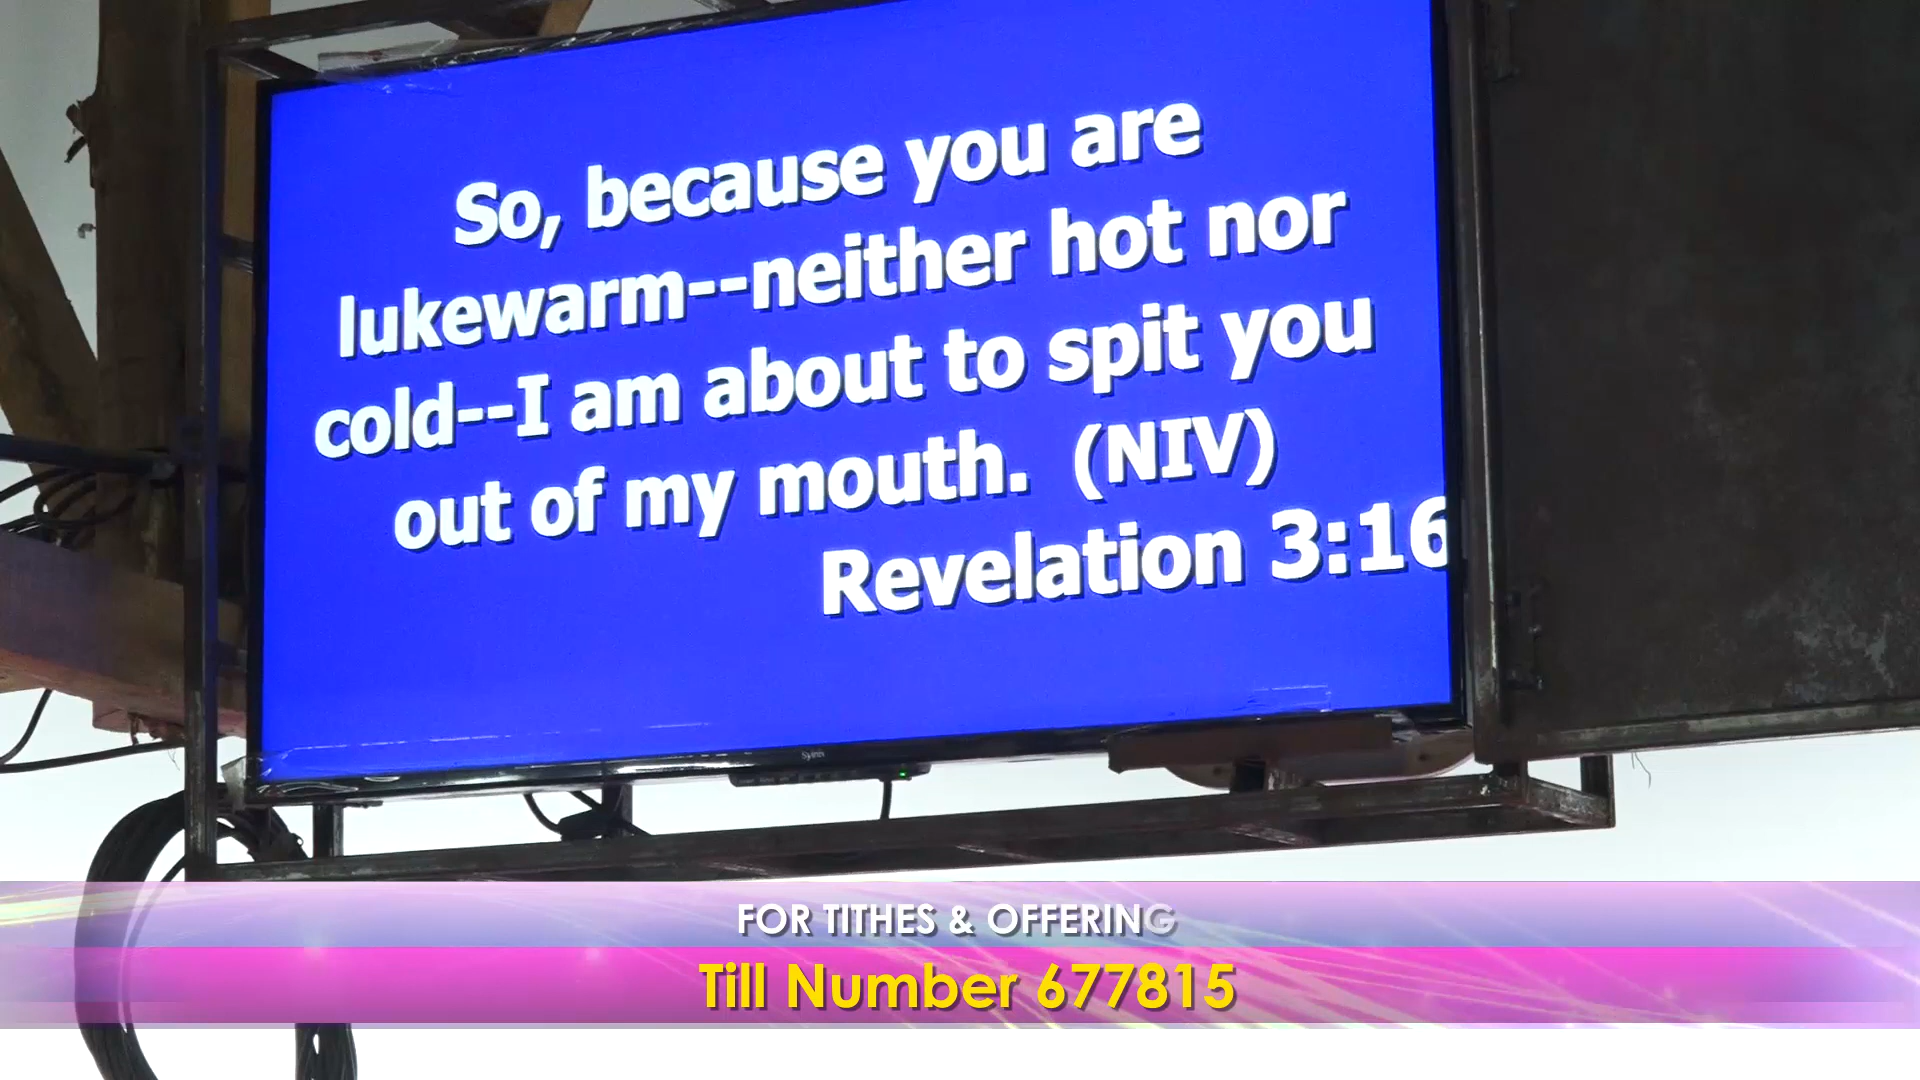 So, because you are
lukewarm--neither hot nor
cold--I am about to spit you
out of my mouth. (NIV)
Revelation 3:16
FOR TITHES & OFFERING
Till Number 677815